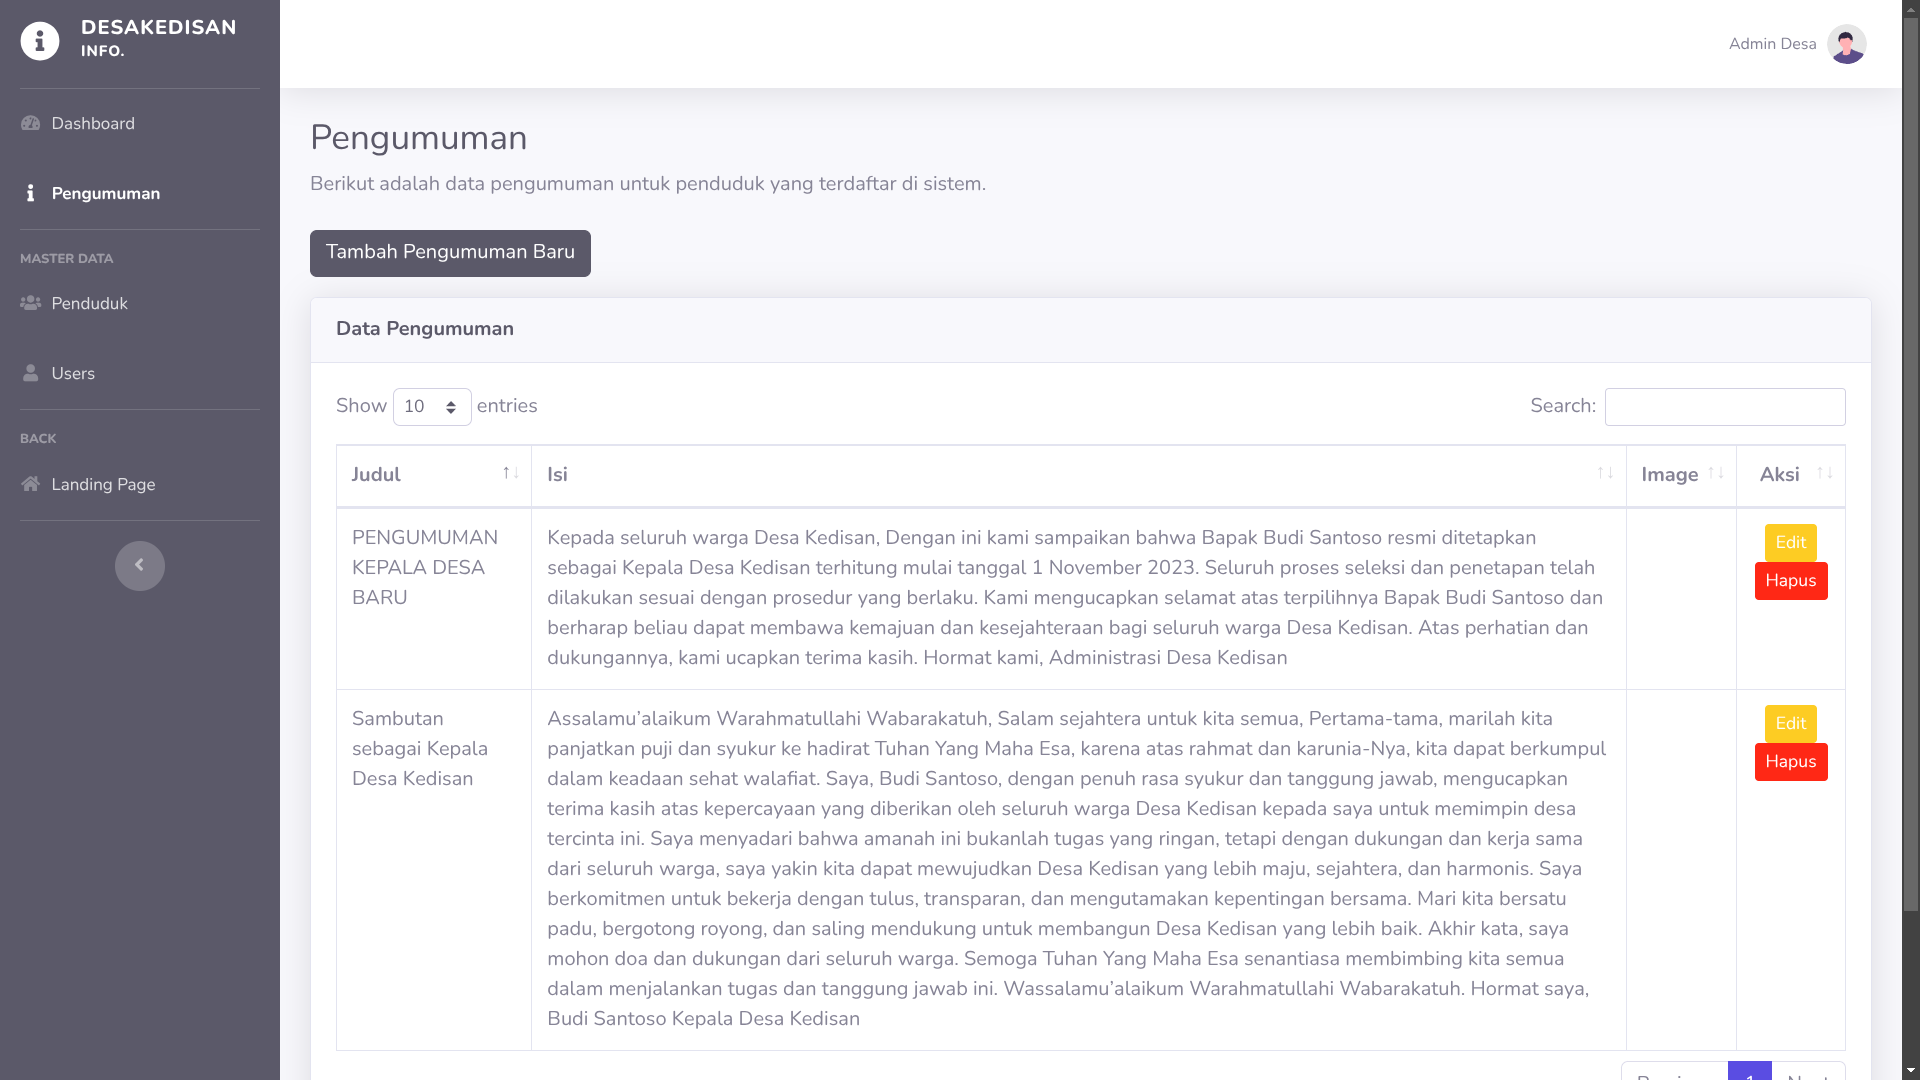 DESAKEDISAN
INFO.
Admin Desa
Dashboard
Pengumuman
MASTER DATA
Penduduk
Users
BACK
Landing Page
Pengumuman
Berikut adalah data pengumuman untuk penduduk yang terdaftar di sistem.
Tambah Pengumuman Baru
Data Pengumuman
Show 10 entries
Search:
Judul Isi Image Aksi
PENGUMUMAN
KEPALA DESA
BARU
Kepada seluruh warga Desa Kedisan, Dengan ini kami sampaikan bahwa Bapak Budi Santoso resmi ditetapkan
sebagai Kepala Desa Kedisan terhitung mulai tanggal 1 November 2023. Seluruh proses seleksi dan penetapan telah
dilakukan sesuai dengan prosedur yang berlaku. Kami mengucapkan selamat atas terpilihnya Bapak Budi Santoso dan
berharap beliau dapat membawa kemajuan dan kesejahteraan bagi seluruh warga Desa Kedisan. Atas perhatian dan
dukungannya, kami ucapkan terima kasih. Hormat kami, Administrasi Desa Kedisan
Edit
Hapus
Sambutan
sebagai Kepala
Desa Kedisan
Assalamu’alaikum Warahmatullahi Wabarakatuh, Salam sejahtera untuk kita semua, Pertama-tama, marilah kita
panjatkan puji dan syukur ke hadirat Tuhan Yang Maha Esa, karena atas rahmat dan karunia-Nya, kita dapat berkumpul
dalam keadaan sehat walafiat. Saya, Budi Santoso, dengan penuh rasa syukur dan tanggung jawab, mengucapkan
terima kasih atas kepercayaan yang diberikan oleh seluruh warga Desa Kedisan kepada saya untuk memimpin desa
tercinta ini. Saya menyadari bahwa amanah ini bukanlah tugas yang ringan, tetapi dengan dukungan dan kerja sama
dari seluruh warga, saya yakin kita dapat mewujudkan Desa Kedisan yang lebih maju, sejahtera, dan harmonis. Saya
berkomitmen untuk bekerja dengan tulus, transparan, dan mengutamakan kepentingan bersama. Mari kita bersatu
padu, bergotong royong, dan saling mendukung untuk membangun Desa Kedisan yang lebih baik. Akhir kata, saya
mohon doa dan dukungan dari seluruh warga. Semoga Tuhan Yang Maha Esa senantiasa membimbing kita semua
dalam menjalankan tugas dan tanggung jawab ini. Wassalamu’alaikum Warahmatullahi Wabarakatuh. Hormat saya,
Budi Santoso Kepala Desa Kedisan
Edit
Hapus
1